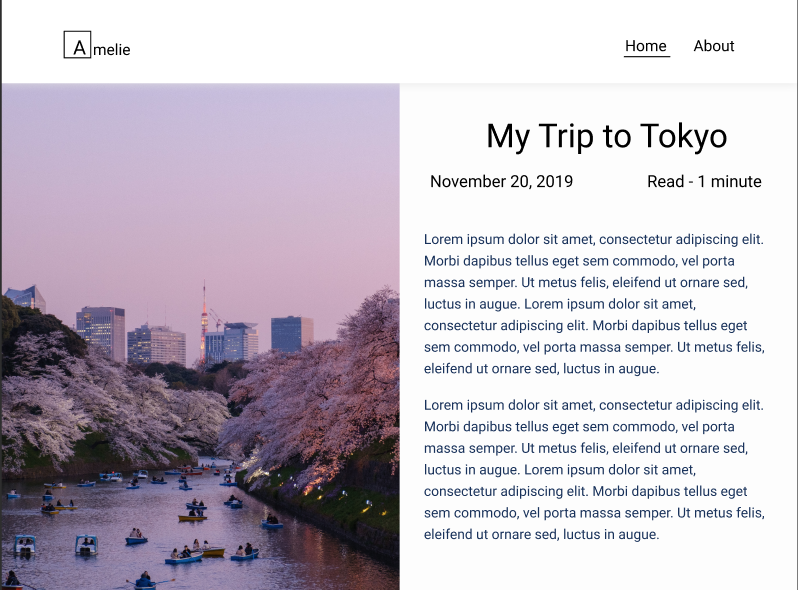 Amelie
Home About
My Trip to Tokyo
November 20, 2019 Read - 1 minute
Lorem ipsum dolor sit amet, consectetur adipiscing elit.
Morbi dapibus tellus eget sem commodo, vel porta
massa semper. Ut metus felis, eleifend ut ornare sed,
luctus in augue. Lorem ipsum dolor sit amet,
consectetur adipiscing elit. Morbi dapibus tellus eget
sem commodo, vel porta massa semper. Ut metus felis,
eleifend ut ornare sed, luctus in augue.
Lorem ipsum dolor sit amet, consectetur adipiscing elit.
Morbi dapibus tellus eget sem commodo, vel porta
massa semper. Ut metus felis, eleifend ut ornare sed,
luctus in augue. Lorem ipsum dolor sit amet,
consectetur adipiscing elit. Morbi dapibus tellus eget
sem commodo, vel porta massa semper. Ut metus felis,
eleifend ut ornare sed, luctus in augue.